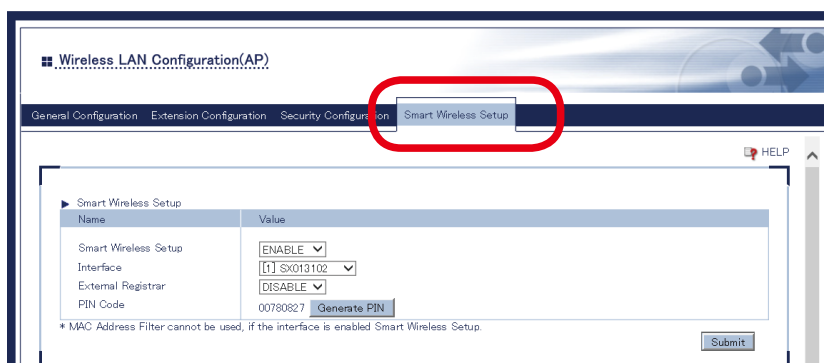 Wireless LAN Configuration(AP)
General Configuration Extension Configuration Security Configuration Smart Wireless Setup
HELP
Smart Wireless Setup
Name Value
Smart Wireless Setup ENABLE
Interface [1] SX013102
External Registrar DISABLE
PIN Code 00780827 Generate PIN
* MAC Address Filter cannot be used, if the interface is enabled Smart Wireless Setup.
Submit